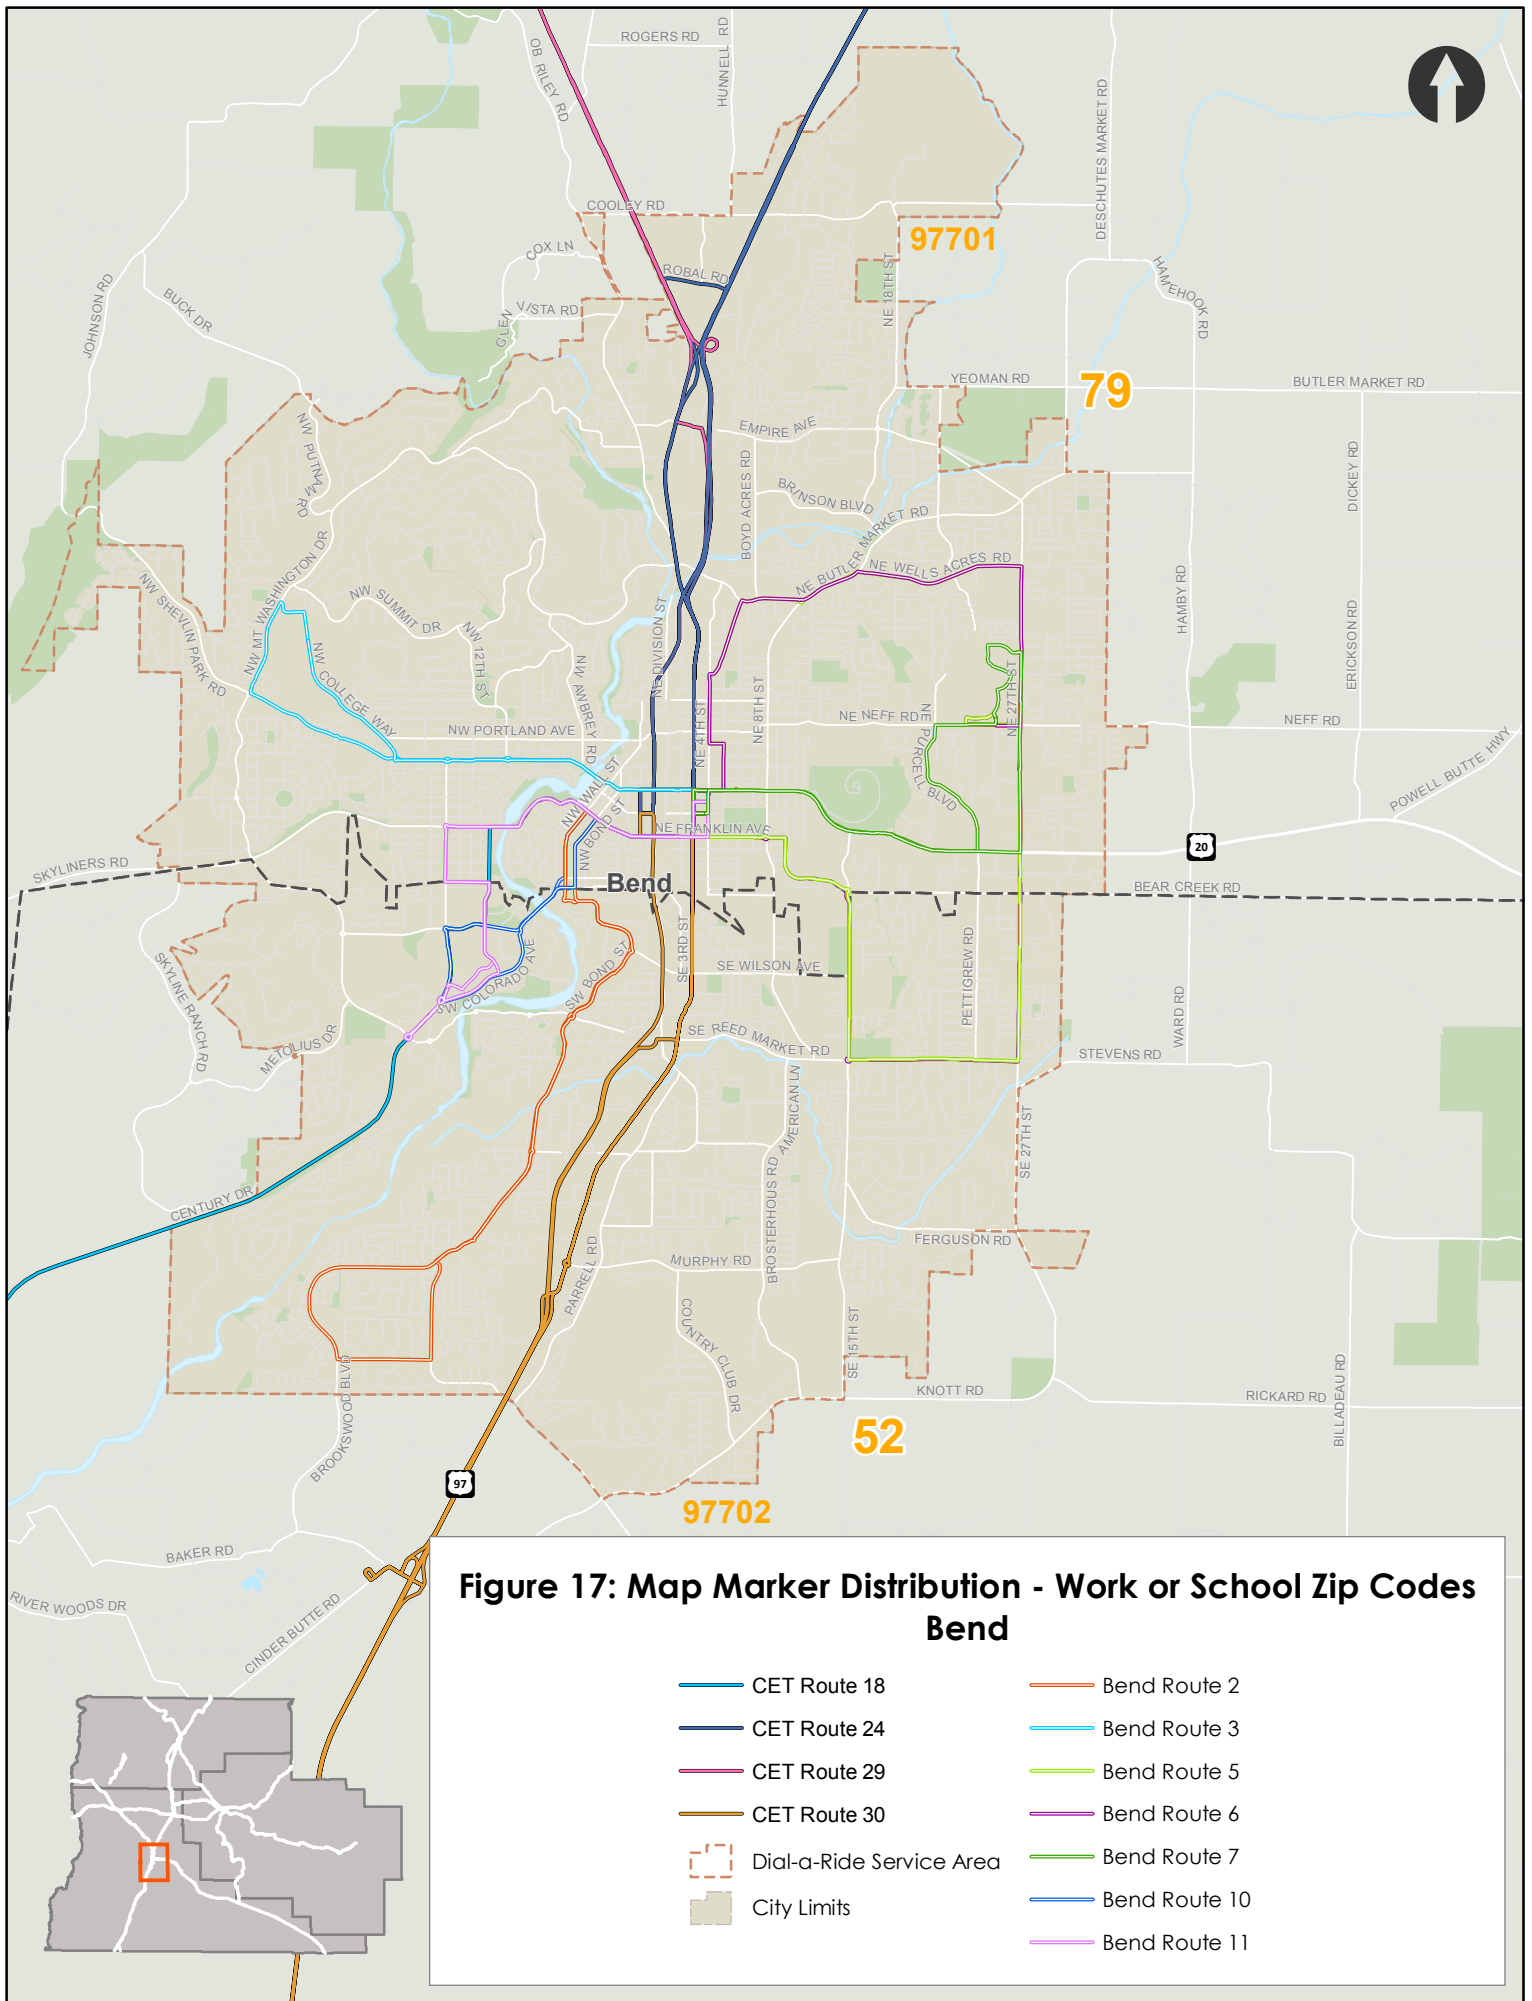 ROGERS RD
OB RILEY RD
HUNNELL RD
DESCHUTES MARKET RD
COOLEY RD
97701
COX LN
ROBAL RD
NE 18TH ST
HAMEHOOK RD
JOHNSON RD
BUCK DR
GLEN VISTA RD
YEOMAN RD
79
BUTLER MARKET RD
NW PUTNAM RD
EMPIRE AVE
BOYD ACRES RD
BRINSON BLVD
DICKEY RD
NE BUTLER MARKET RD
NE WELLS ACRES RD
NW MT WASHINGTON DR
NW SHEVLIN PARK RD
NW SUMMIT DR
NW 12TH ST
NE DIVISION ST
HAMBY RD
ERICKSON RD
NW COLLEGE WAY
NW AWBREY RD
NE 4TH ST
NE 8TH ST
NE NEFF RD
NE PURCELL BLVD
NE 27TH ST
NEFF RD
NW PORTLAND AVE
POWELL BUTTE HWY
NW WALL ST
NW BOND ST
NE FRANKLIN AVE
20
SKYLINERS RD
Bend
BEAR CREEK RD
SKYLINE RANCH RD
SW COLORADO AVE
SW BOND ST
SE 3RD ST
SE WILSON AVE
PETTIGREW RD
WARD RD
METOLIUS DR
SE REED MARKET RD
STEVENS RD
AMERICAN LN
SE 27TH ST
CENTURY DR
BROSTERHOUS RD
FERGUSON RD
PARRELL RD
MURPHY RD
COUNTRY CLUB DR
SE 15TH ST
BROOKSWOOD BLVD
KNOTT RD
RICKARD RD
BILLADEAU RD
52
97
97702
BAKER RD
RIVER WOODS DR
CINDER BUTTE RD
Figure 17: Map Marker Distribution - Work or School Zip Codes
Bend
CET Route 18
CET Route 24
CET Route 29
CET Route 30
Dial-a-Ride Service Area
City Limits
Bend Route 2
Bend Route 3
Bend Route 5
Bend Route 6
Bend Route 7
Bend Route 10
Bend Route 11